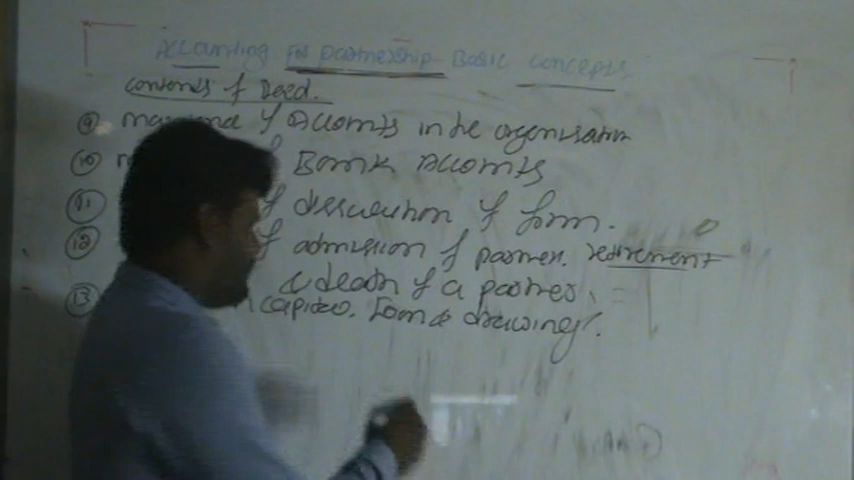 Accounting for partnership Basic concepts
contents of Deed.
9 of Accounts in the organisation
10 Bank Accounts
11 of dissolution of firm.
12 of admission of partner. retirement
& death of a partner.
13 capital. Loan & drawings.